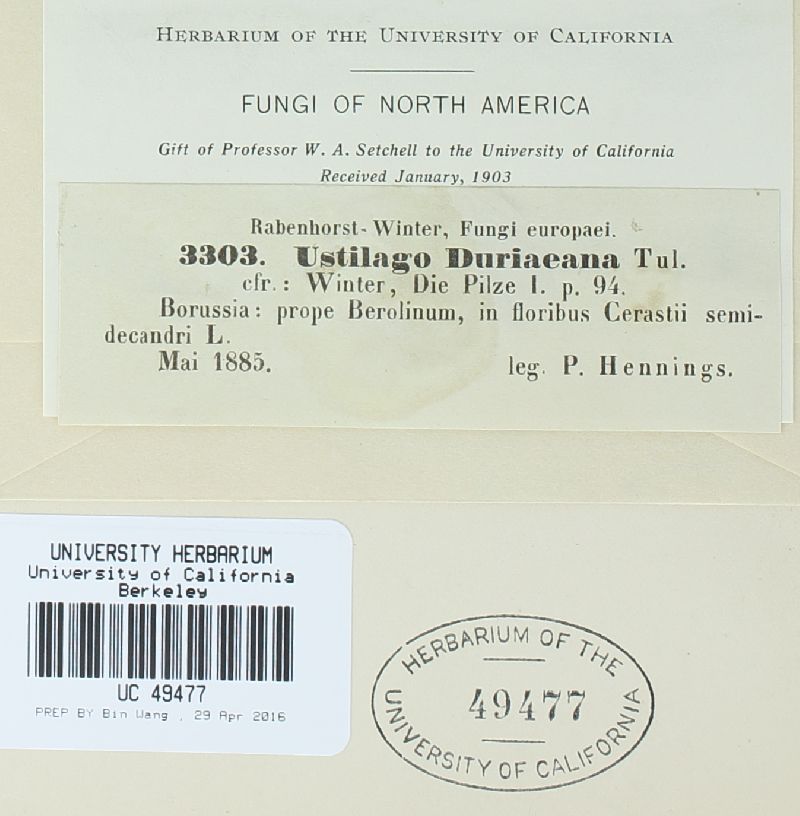 HERBARIUM OF THE UNIVERSITY OF CALIFORNIA
FUNGI OF NORTH AMERICA
Gift of Professor W. A. Setchell to the University of California
Received January, 1903
Rabenhorst-Winter, Fungi europaei.
3303. Ustilago Duriaeana Tul.
cfr.: Winter, Die Pilze I. p. 94.
Borussia: prope Berolinum, in floribus Cerastii semi-
decandri L.
Mai 1885. leg. P. Hennings.
UNIVERSITY HERBARIUM
University of California
Berkeley
UC 49477
PREP BY Bin Wang , 29 Apr 2016
HERBARIUM OF THE
49477
UNIVERSITY OF CALIFORNIA